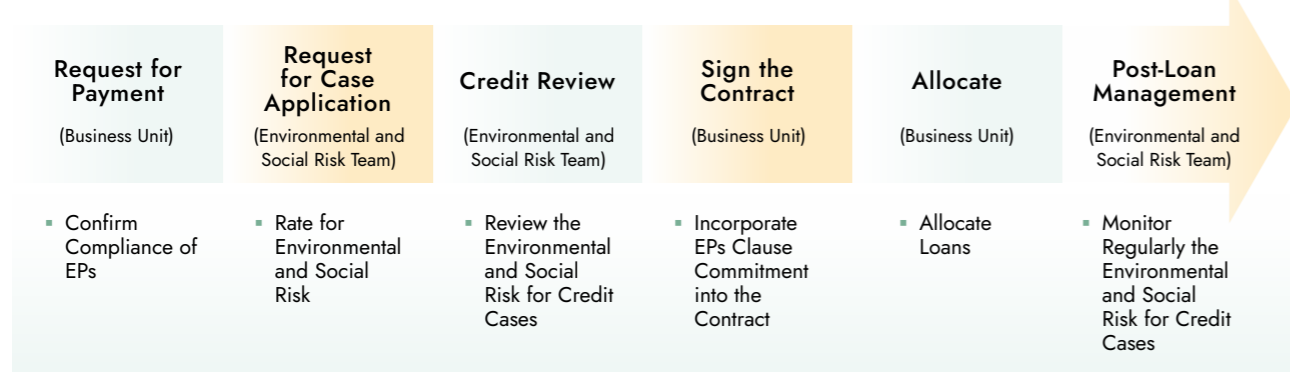 Request for
Payment
(Business Unit)
Request
for Case
Application
(Environmental and
Social Risk Team)
Credit Review
(Environmental and
Social Risk Team)
Sign the
Contract
(Business Unit)
Allocate
(Business Unit)
Post-Loan
Management
(Environmental and
Social Risk Team)
▪ Confirm
Compliance of
EPs
▪ Rate for
Environmental
and Social
Risk
▪ Review the
Environmental
and Social
Risk for Credit
Cases
▪ Incorporate
EPs Clause
Commitment
into the
Contract
▪ Allocate
Loans
▪ Monitor
Regularly the
Environmental
and Social
Risk for Credit
Cases